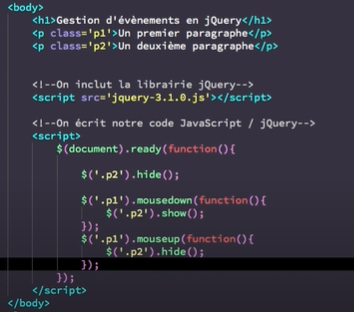 <body>
<h1>Gestion d'évènements en jQuery</h1>
<p class='p1'>Un premier paragraphe</p>
<p class='p2'>Un deuxième paragraphe</p>
<!--On inclut la librairie jQuery-->
<script src='jquery-3.1.0.js'></script>
<!--On écrit notre code JavaScript / jQuery-->
<script>
$(document).ready(function(){
$('.p2').hide();
$('.p1').mousedown(function(){
$('.p2').show();
});
$('.p1').mouseup(function(){
$('.p2').hide();
});
});
</script>
</body>